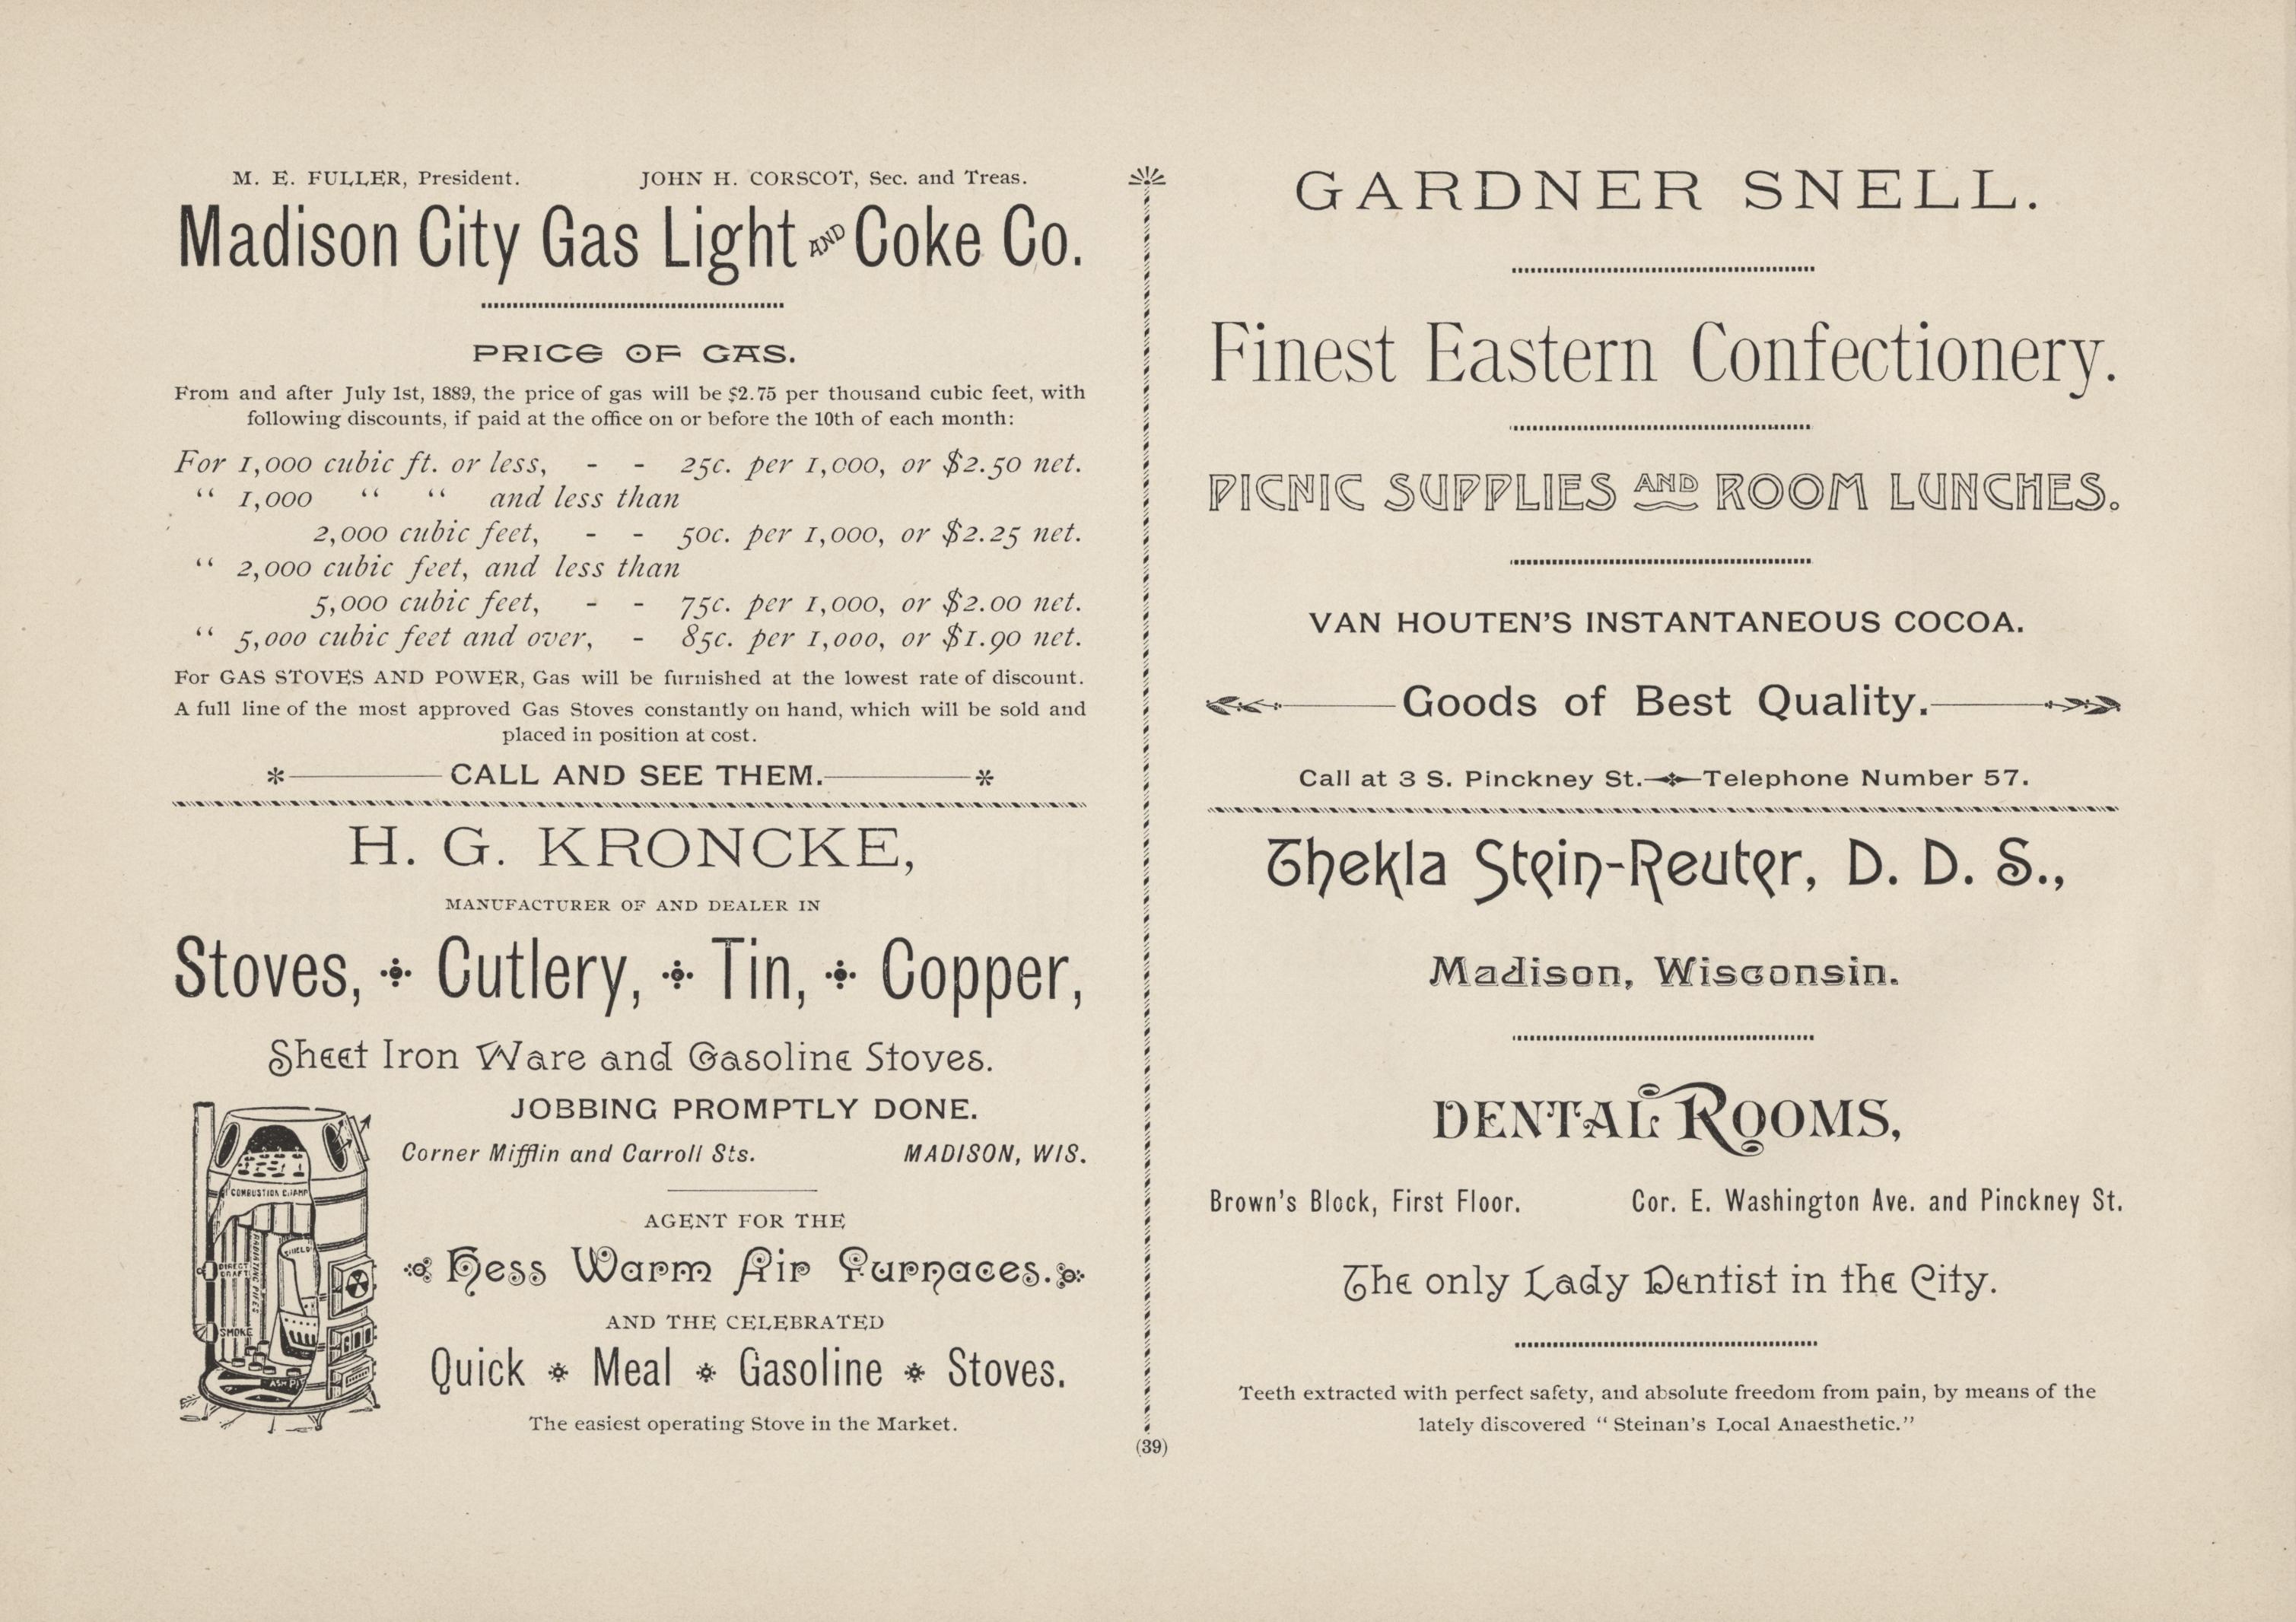 M. E. FULLER, President. JOHN H. CORSCOT, Sec. and Treas.
Madison City Gas Light AND Coke Co.
PRICE OF GAS.
From and after July 1st, 1889, the price of gas will be $2.75 per thousand cubic feet, with
following discounts, if paid at the office on or before the 10th of each month:
For 1,000 cubic ft. or less, - - 25c. per 1,000, or $2.50 net.
“ 1,000 “ “ and less than
2,000 cubic feet, - - 50c. per 1,000, or $2.25 net.
“ 2,000 cubic feet, and less than
5,000 cubic feet, - - 75c. per 1,000, or $2.00 net.
“ 5,000 cubic feet and over, - 85c. per 1,000, or $1.90 net.
For GAS STOVES AND POWER, Gas will be furnished at the lowest rate of discount.
A full line of the most approved Gas Stoves constantly on hand, which will be sold and
placed in position at cost.
CALL AND SEE THEM.
H. G. KRONCKE,
MANUFACTURER OF AND DEALER IN
Stoves, Cutlery, Tin, Copper,
Sheet Iron Ware and Gasoline Stoves.
JOBBING PROMPTLY DONE.
Corner Mifflin and Carroll Sts. MADISON, WIS.
AGENT FOR THE
Hess Warm Air Furnaces.
AND THE CELEBRATED
Quick Meal Gasoline Stoves.
The easiest operating Stove in the Market.
COMBUSTION CHAMP
RADIATING PIPES
SHIELD
DIRECT
DRAFT
SMOKE
ASH PIT
(39)
GARDNER SNELL.
Finest Eastern Confectionery.
PICNIC SUPPLIES AND ROOM LUNCHES.
VAN HOUTEN'S INSTANTANEOUS COCOA.
Goods of Best Quality.
Call at 3 S. Pinckney St. Telephone Number 57.
Thekla Stein-Reuter, D. D. S.,
Madison, Wisconsin.
DENTAL ROOMS,
Brown's Block, First Floor. Cor. E. Washington Ave. and Pinckney St.
The only Lady Dentist in the City.
Teeth extracted with perfect safety, and absolute freedom from pain, by means of the
lately discovered “Steinan's Local Anaesthetic.”